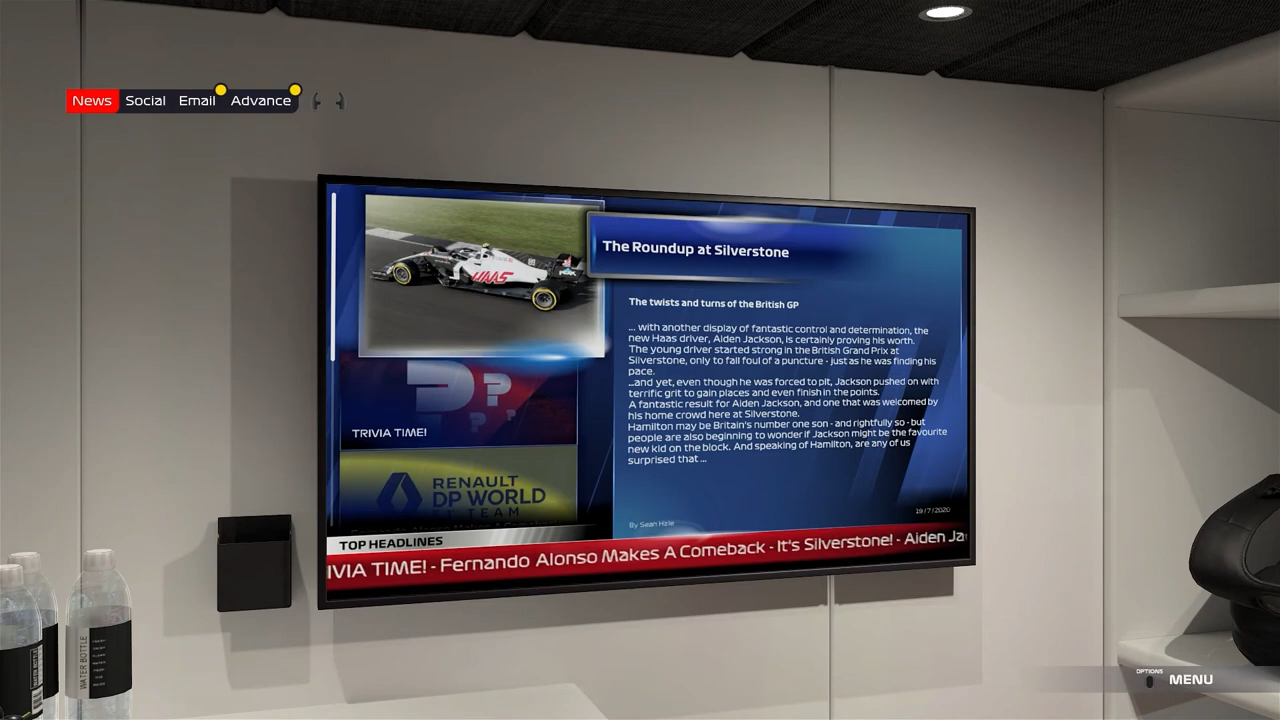 News Social Email Advance
The Roundup at Silverstone
HAAS
The twists and turns of the British GP
... with another display of fantastic control and determination, the
new Haas driver, Aiden Jackson, is certainly proving his worth.
The young driver started strong in the British Grand Prix at
Silverstone, only to fall foul of a puncture - just as he was finding his
pace.
...and yet, even though he was forced to pit, Jackson pushed on with
terrific grit to gain places and even finish in the points.
A fantastic result for Aiden Jackson, and one that was welcomed by
his home crowd here at Silverstone.
Hamilton may be Britain's number one son - and rightfully so - but
people are also beginning to wonder if Jackson might be the favourite
new kid on the block. And speaking of Hamilton, are any of us
surprised that ...
19/7/2020
TRIVIA TIME!
RENAULT
DP WORLD
F1 TEAM
TOP HEADLINES
IVIA TIME! - Fernando Alonso Makes A Comeback - It's Silverstone! - Aiden Ja
WATER BOTTLE
OPTIONS
MENU